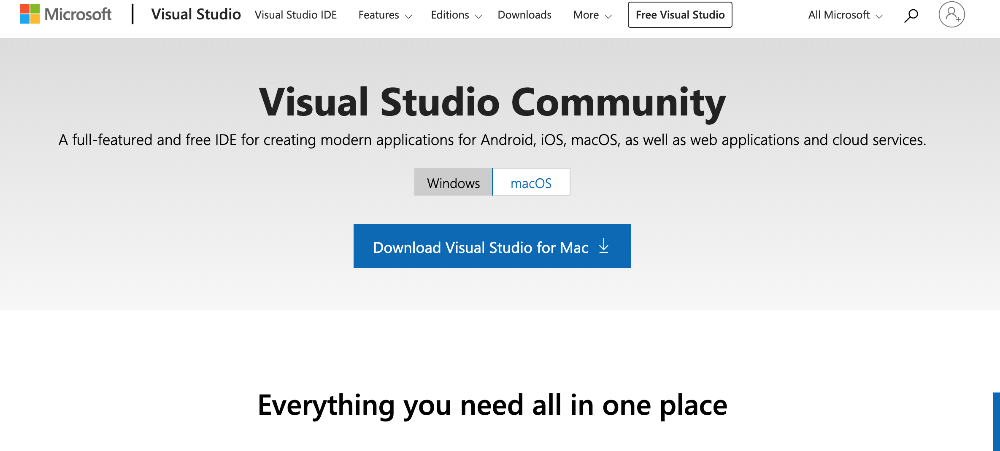 Microsoft
Visual Studio
Visual Studio IDE
Features
Editions
Downloads
More
Free Visual Studio
All Microsoft
Visual Studio Community
A full-featured and free IDE for creating modern applications for Android, iOS, macOS, as well as web applications and cloud services.
Windows
macOS
Download Visual Studio for Mac
Everything you need all in one place